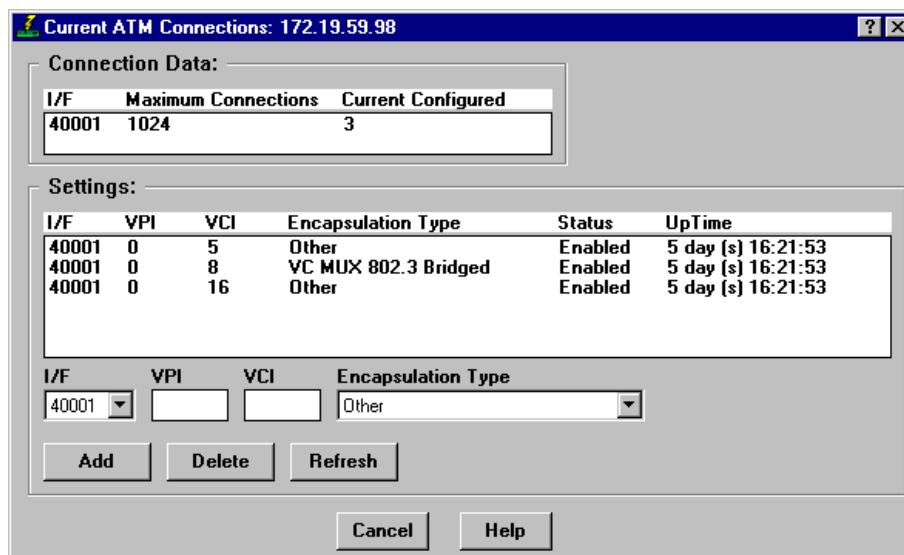 Current ATM Connections: 172.19.59.98
Connection Data:
I/F Maximum Connections Current Configured
40001 1024 3
Settings:
I/F VPI VCI Encapsulation Type Status UpTime
40001 0 5 Other Enabled 5 day (s) 16:21:53
40001 0 8 VC MUX 802.3 Bridged Enabled 5 day (s) 16:21:53
40001 0 16 Other Enabled 5 day (s) 16:21:53
I/F VPI VCI Encapsulation Type
40001 Other
Add Delete Refresh
Cancel Help